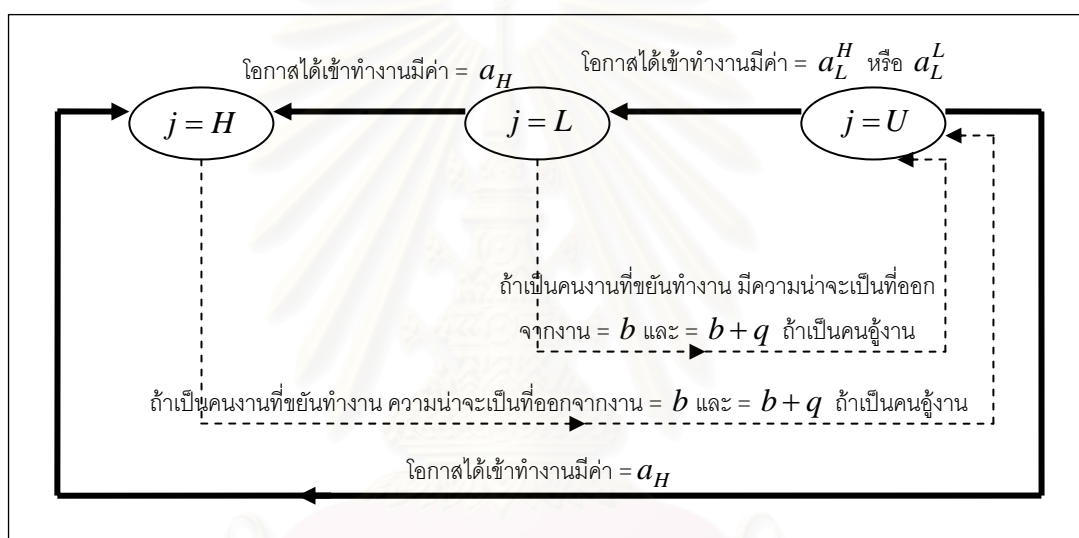 โอกาสได้เข้าทำงานมีค่า = a_H
โอกาสได้เข้าทำงานมีค่า = a_L^H หรือ a_L^L
j = H
j = L
j = U
ถ้าเป็นคนงานที่ขยันทำงาน มีความน่าจะเป็นที่ออก
จากงาน = b และ = b + q ถ้าเป็นคนอู้งาน
ถ้าเป็นคนงานที่ขยันทำงาน ความน่าจะเป็นที่ออกจากงาน = b และ = b + q ถ้าเป็นคนอู้งาน
โอกาสได้เข้าทำงานมีค่า = a_H